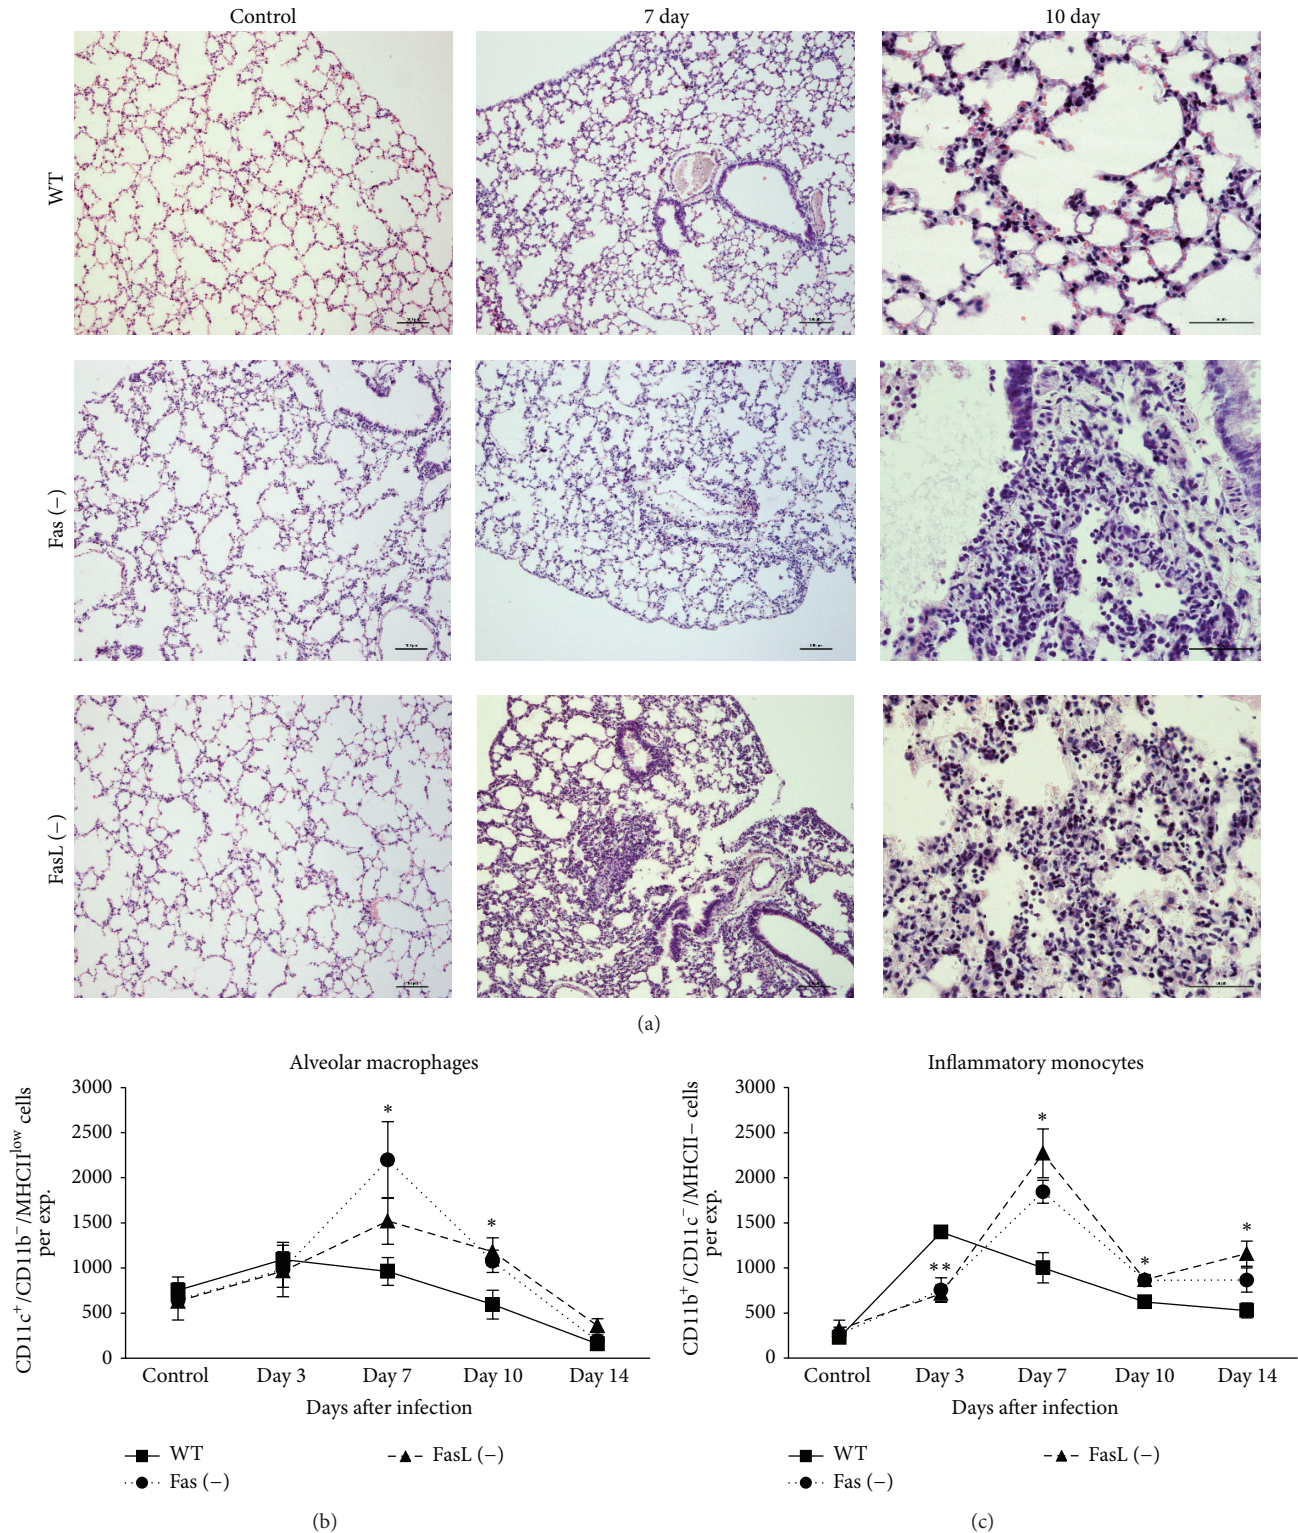 Control
7 day
10 day
WT
Fas (−)
FasL (−)
(a)
Alveolar macrophages
CD11c⁺/CD11b⁻/MHCII^low cells
per exp.
3000
2500
2000
1500
1000
500
0
*
*
Control
Day 3
Day 7
Day 10
Day 14
Days after infection
WT
FasL (−)
Fas (−)
(b)
Inflammatory monocytes
CD11b⁺/CD11c⁻/MHCII− cells
per exp.
3000
2500
2000
1500
1000
500
0
**
*
*
*
Control
Day 3
Day 7
Day 10
Day 14
Days after infection
WT
FasL (−)
Fas (−)
(c)